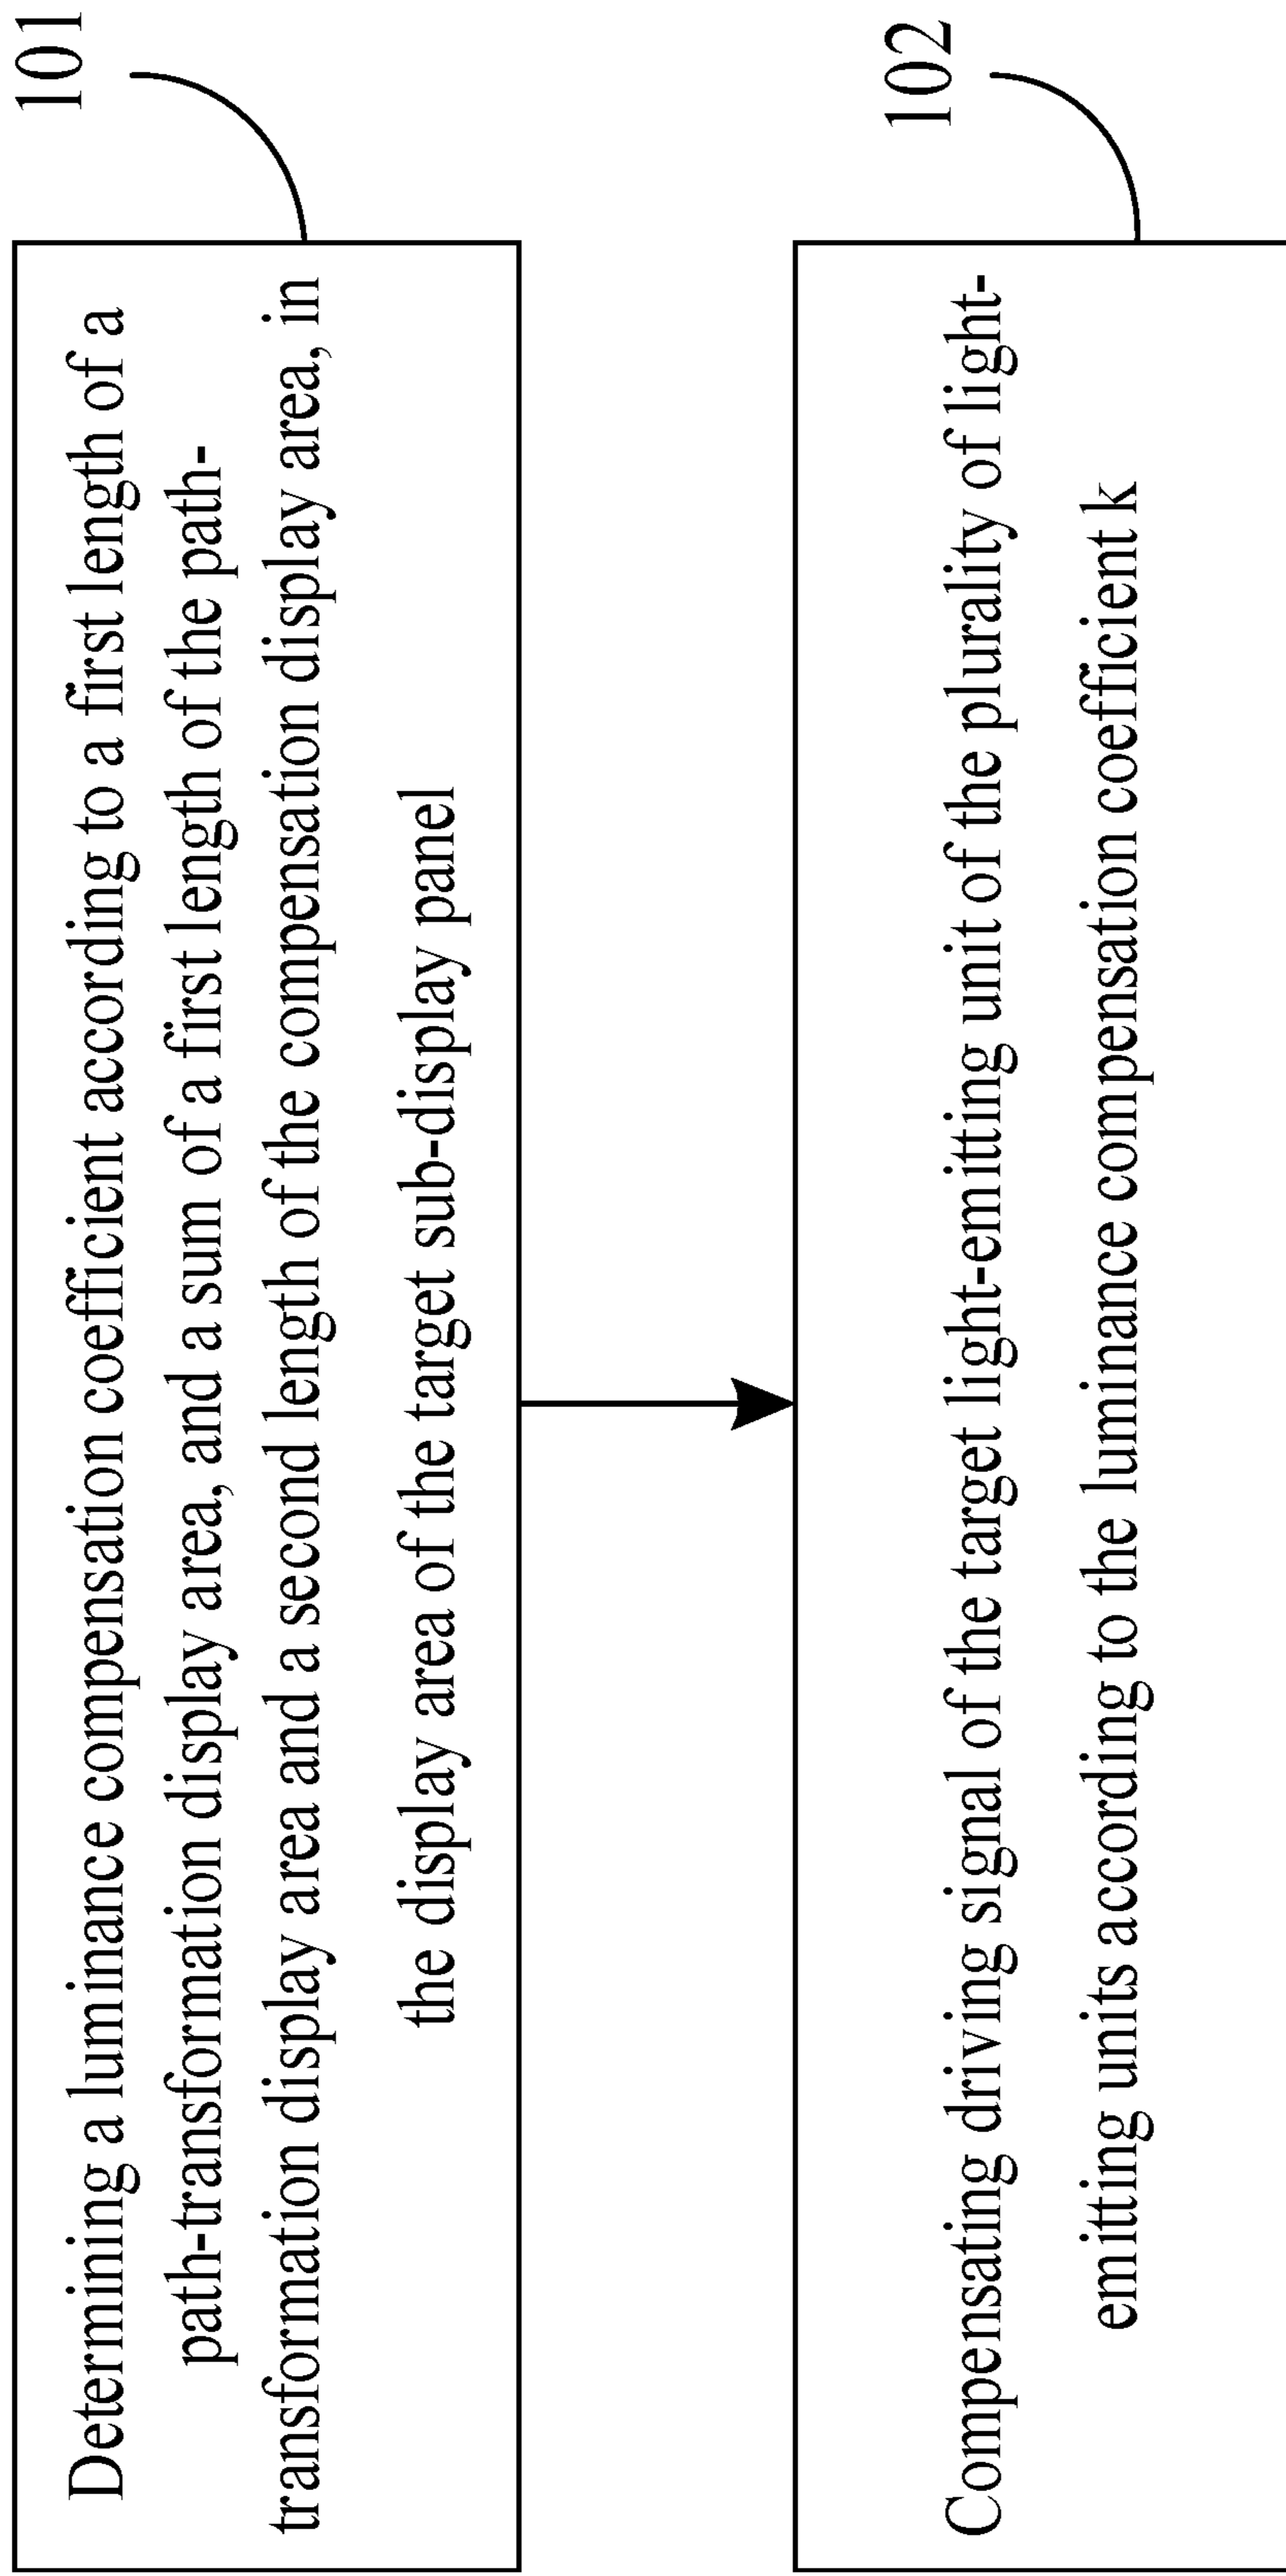 101
Determining a luminance compensation coefficient according to a first length of a
path-transformation display area, and a sum of a first length of the path-
transformation display area and a second length of the compensation display area, in
the display area of the target sub-display panel
102
Compensating driving signal of the target light-emitting unit of the plurality of light-
emitting units according to the luminance compensation coefficient k